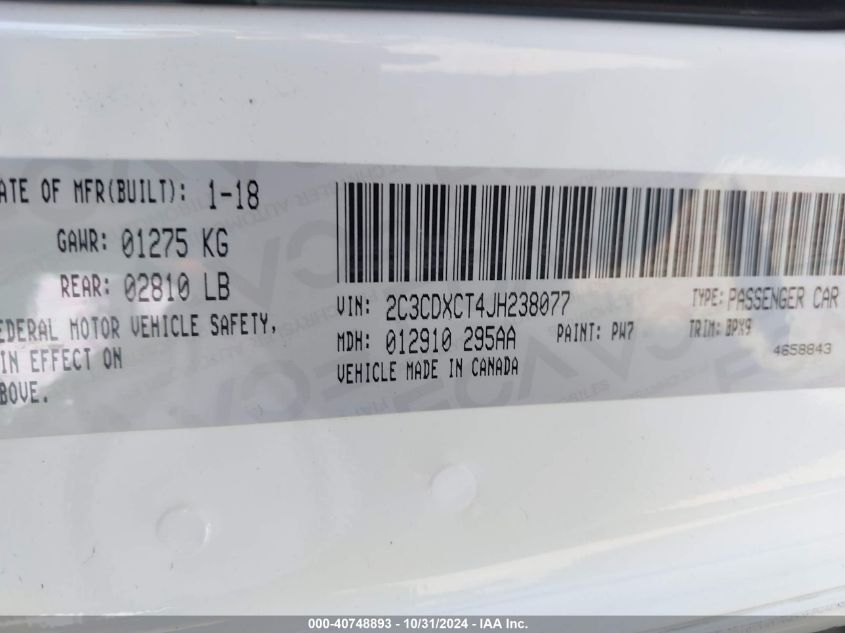 ATE OF MFR(BUILT): 1-18
GAWR: 01275 KG
REAR: 02810 LB
EDERAL MOTOR VEHICLE SAFETY,
IN EFFECT ON
BOVE.
VIN: 2C3CDXCT4JH238077
TYPE: PASSENGER CAR
MDH: 012910 295AA
PAINT: PW7
TRIM: BPX9
VEHICLE MADE IN CANADA
4658843
000-40748893 - 10/31/2024 - IAA Inc.